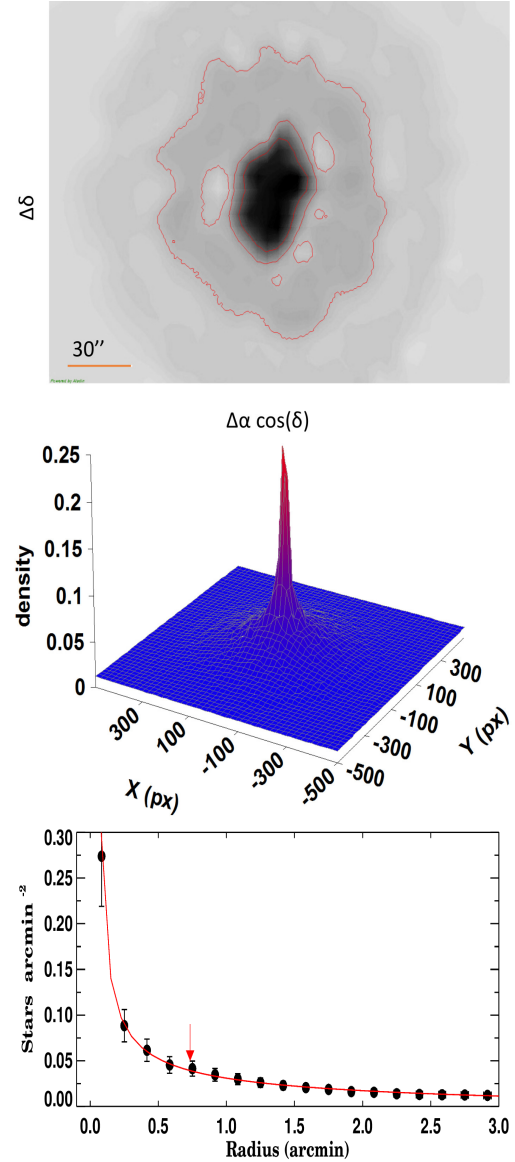 Δδ
30’’
Powered by Aladin
Δα cos(δ)
0.25
0.2
0.15
0.1
0.05
0
density
300
100
-100
-300
-500
X (px)
300
100
-100
-300
-500
Y (px)
0.30
0.25
0.20
0.15
0.10
0.05
0.00
Stars arcmin -2
0.0 0.5 1.0 1.5 2.0 2.5 3.0
Radius (arcmin)